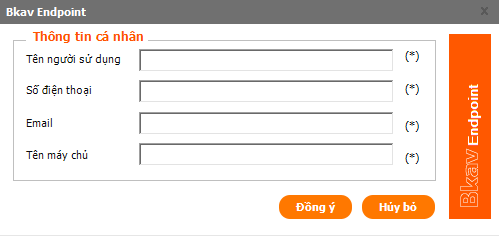 Bkav Endpoint
Thông tin cá nhân
Tên người sử dụng (*)
Số điện thoại (*)
Email (*)
Tên máy chủ (*)
Đồng ý Hủy bỏ
Bkav Endpoint